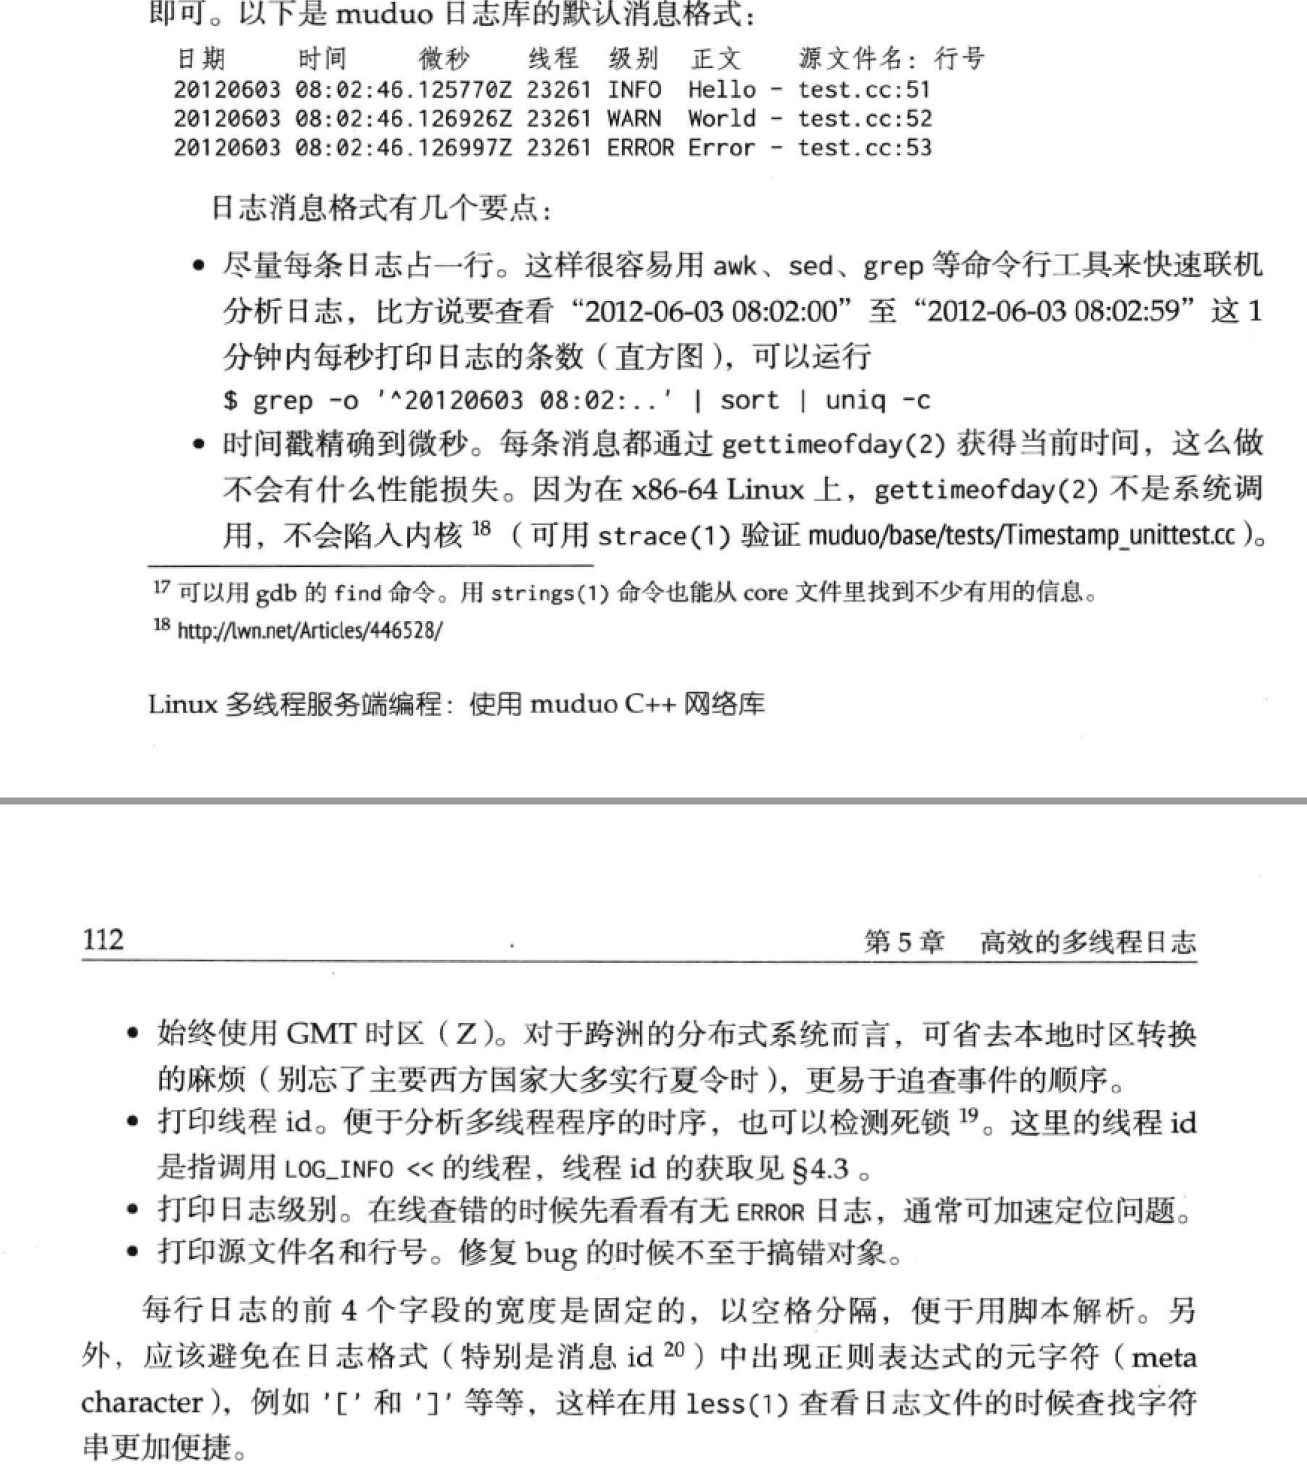 即可。以下是 muduo 日志库的默认消息格式：
日期 时间 微秒 线程 级别 正文 源文件名：行号
20120603 08:02:46.125770Z 23261 INFO Hello - test.cc:51
20120603 08:02:46.126926Z 23261 WARN World - test.cc:52
20120603 08:02:46.126997Z 23261 ERROR Error - test.cc:53
日志消息格式有几个要点：
• 尽量每条日志占一行。这样很容易用 awk、sed、grep 等命令行工具来快速联机
分析日志，比方说要查看“2012-06-03 08:02:00”至“2012-06-03 08:02:59”这 1
分钟内每秒打印日志的条数（直方图），可以运行
$ grep -o '^20120603 08:02:..' | sort | uniq -c
• 时间戳精确到微秒。每条消息都通过 gettimeofday(2) 获得当前时间，这么做
不会有什么性能损失。因为在 x86-64 Linux 上，gettimeofday(2) 不是系统调
用，不会陷入内核 18（可用 strace(1) 验证 muduo/base/tests/Timestamp_unittest.cc）。
17 可以用 gdb 的 find 命令。用 strings(1) 命令也能从 core 文件里找到不少有用的信息。
18 http://lwn.net/Articles/446528/
Linux 多线程服务端编程：使用 muduo C++ 网络库
112 第 5 章 高效的多线程日志
• 始终使用 GMT 时区（Z）。对于跨洲的分布式系统而言，可省去本地时区转换
的麻烦（别忘了主要西方国家大多实行夏令时），更易于追查事件的顺序。
• 打印线程 id。便于分析多线程程序的时序，也可以检测死锁 19。这里的线程 id
是指调用 LOG_INFO << 的线程，线程 id 的获取见 §4.3。
• 打印日志级别。在线查错的时候先看看有无 ERROR 日志，通常可加速定位问题。
• 打印源文件名和行号。修复 bug 的时候不至于搞错对象。
每行日志的前 4 个字段的宽度是固定的，以空格分隔，便于用脚本解析。另
外，应该避免在日志格式（特别是消息 id 20）中出现正则表达式的元字符（meta
character），例如 '[' 和 ']' 等等，这样在用 less(1) 查看日志文件的时候查找字符
串更加便捷。